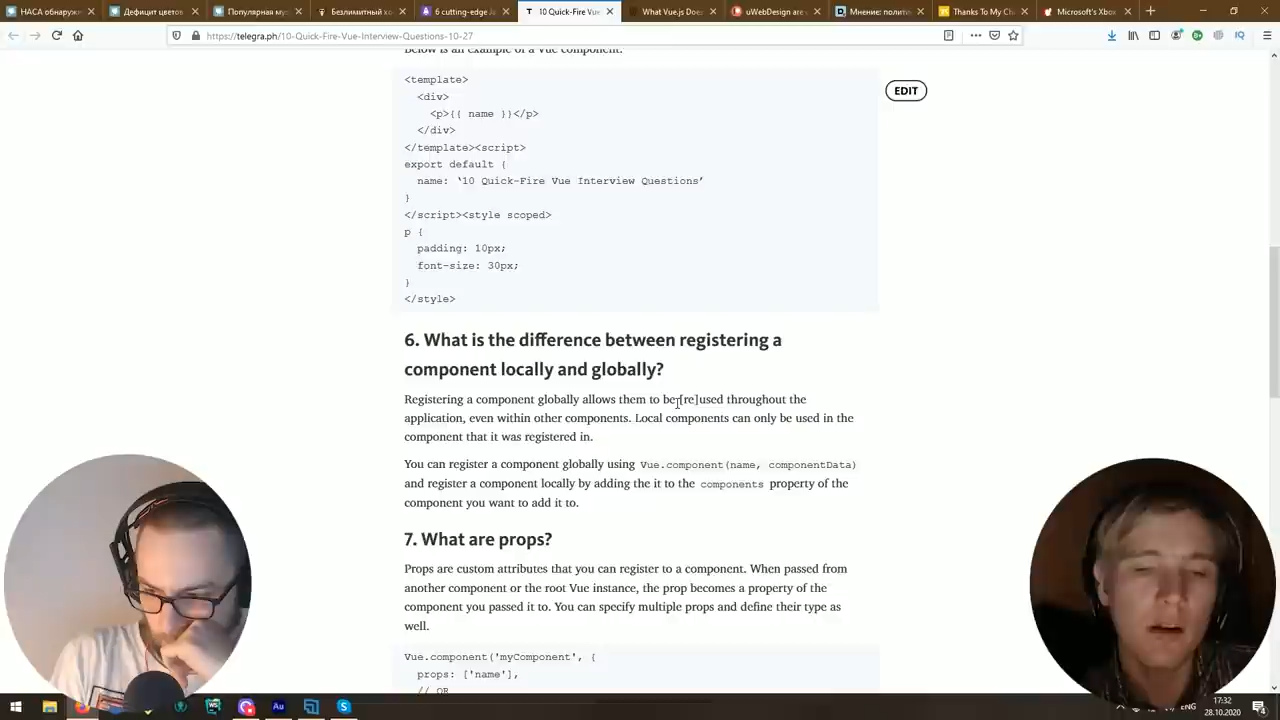 НАСА обнаружи
Дефицит цветов
Популярная му
Безлимитный х
6 cutting-edge J
10 Quick-Fire Vue
What Vue.js Does
uWebDesign are
Мнение: полити
Thanks To My C
Microsoft's Xbox
https://telegra.ph/10-Quick-Fire-Vue-Interview-Questions-10-27
Below is an example of a Vue component.
EDIT
<template>
<div>
<p>{{ name }}</p>
</div>
</template><script>
export default {
name: ‘10 Quick-Fire Vue Interview Questions’
}
</script><style scoped>
p {
padding: 10px;
font-size: 30px;
}
</style>
6. What is the difference between registering a
component locally and globally?
Registering a component globally allows them to be [re]used throughout the
application, even within other components. Local components can only be used in the
component that it was registered in.
You can register a component globally using Vue.component(name, componentData)
and register a component locally by adding the it to the components property of the
component you want to add it to.
7. What are props?
Props are custom attributes that you can register to a component. When passed from
another component or the root Vue instance, the prop becomes a property of the
component you passed it to. You can specify multiple props and define their type as
well.
Vue.component('myComponent', {
props: ['name'],
// OR
ENG
17:32
28.10.2020